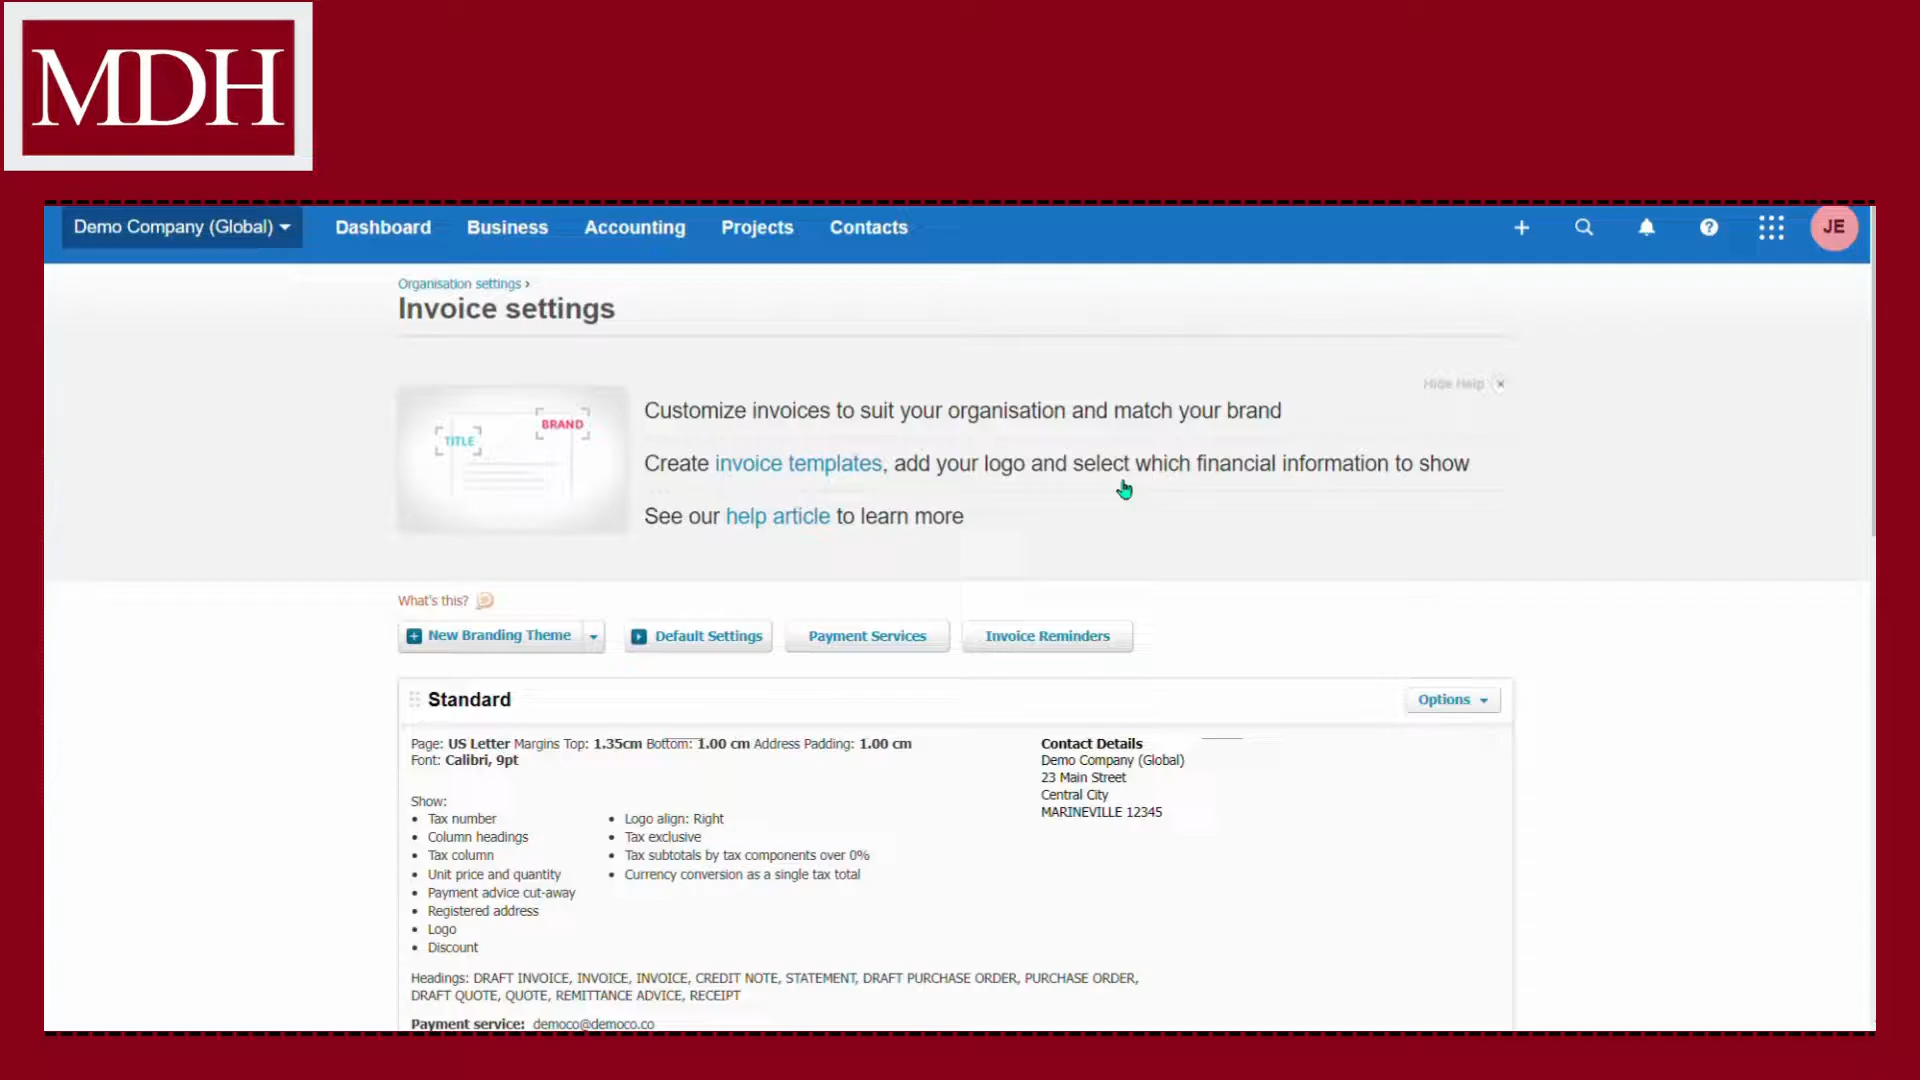 MDH
Demo Company (Global)
Dashboard
Business
Accounting
Projects
Contacts
JE
Organisation settings ›
Invoice settings
Hide Help
TITLE
BRAND
Customize invoices to suit your organisation and match your brand
Create invoice templates, add your logo and select which financial information to show
See our help article to learn more
What's this?
New Branding Theme
Default Settings
Payment Services
Invoice Reminders
Standard
Options
Page: US Letter Margins Top: 1.35cm Bottom: 1.00 cm Address Padding: 1.00 cm
Font: Calibri, 9pt
Show:
• Tax number
• Column headings
• Tax column
• Unit price and quantity
• Payment advice cut-away
• Registered address
• Logo
• Discount
• Logo align: Right
• Tax exclusive
• Tax subtotals by tax components over 0%
• Currency conversion as a single tax total
Contact Details
Demo Company (Global)
23 Main Street
Central City
MARINEVILLE 12345
Headings: DRAFT INVOICE, INVOICE, INVOICE, CREDIT NOTE, STATEMENT, DRAFT PURCHASE ORDER, PURCHASE ORDER,
DRAFT QUOTE, QUOTE, REMITTANCE ADVICE, RECEIPT
Payment service: democo@democo.co